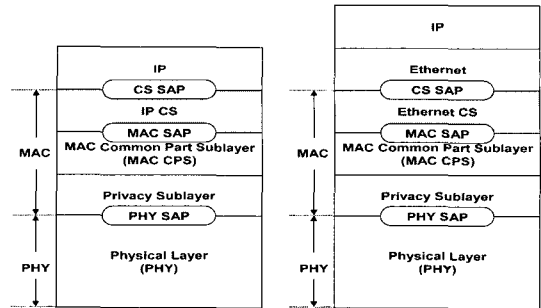 IP
CS SAP
IP CS
MAC SAP
MAC Common Part Sublayer
(MAC CPS)
Privacy Sublayer
PHY SAP
Physical Layer
(PHY)
MAC
PHY
IP
Ethernet
CS SAP
Ethernet CS
MAC SAP
MAC Common Part Sublayer
(MAC CPS)
Privacy Sublayer
PHY SAP
Physical Layer
(PHY)
MAC
PHY